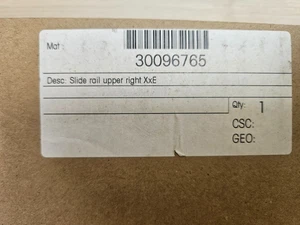 Mat :
30096765
Desc: Slide rail upper right XxE
Qty: 1
CSC:
GEO: